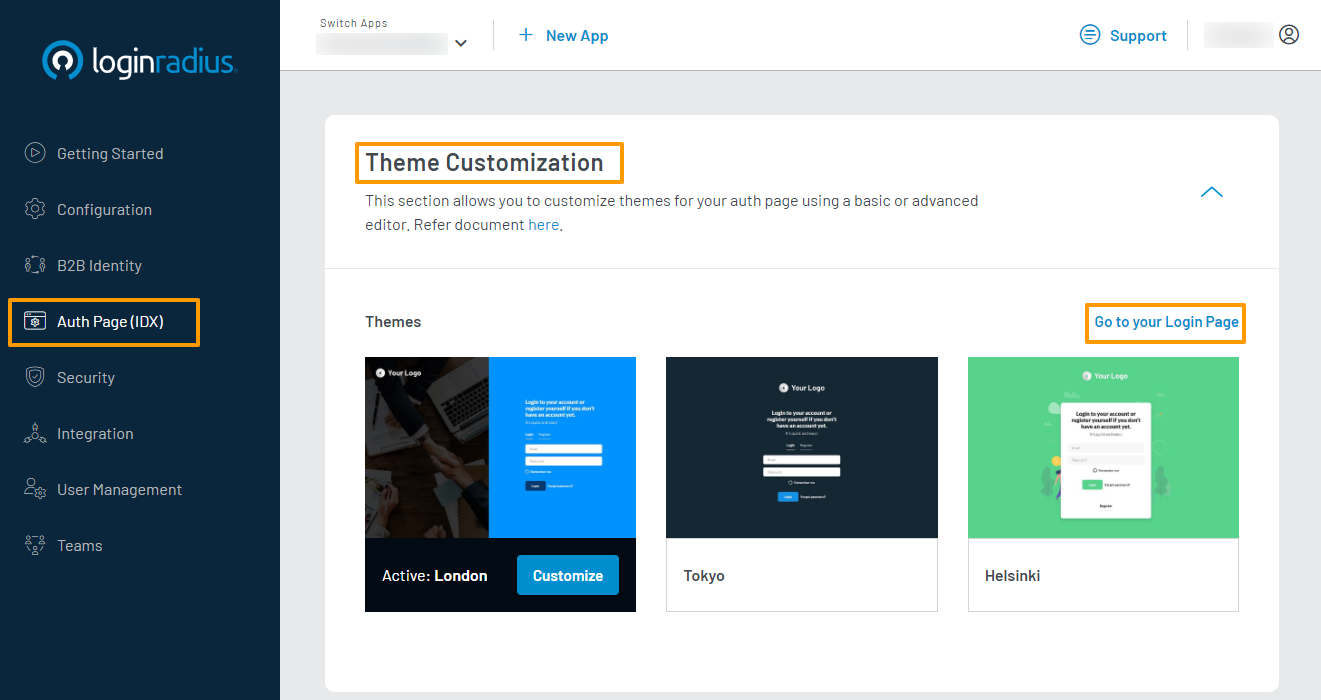 Switch Apps
New App
Support
loginradius
Getting Started
Configuration
B2B Identity
Auth Page (IDX)
Security
Integration
User Management
Teams
Theme Customization
This section allows you to customize themes for your auth page using a basic or advanced
editor. Refer document here.
Themes
Go to your Login Page
Your Logo
Login to your account or
register yourself if you don't
have an account yet.
It's quick and easy!
Login Register
Email
Password
Remember me
Login Forgot password?
Active: London
Customize
Your Logo
Login to your account or
register yourself if you don't
have an account yet.
It's quick and easy!
Login Register
Email
Password
Remember me
Login Forgot password?
Tokyo
Your Logo
Login to your account or
register yourself if you don't
have an account yet.
It's quick and easy!
Email
Password
Remember me
Login Forgot password?
Register
Helsinki